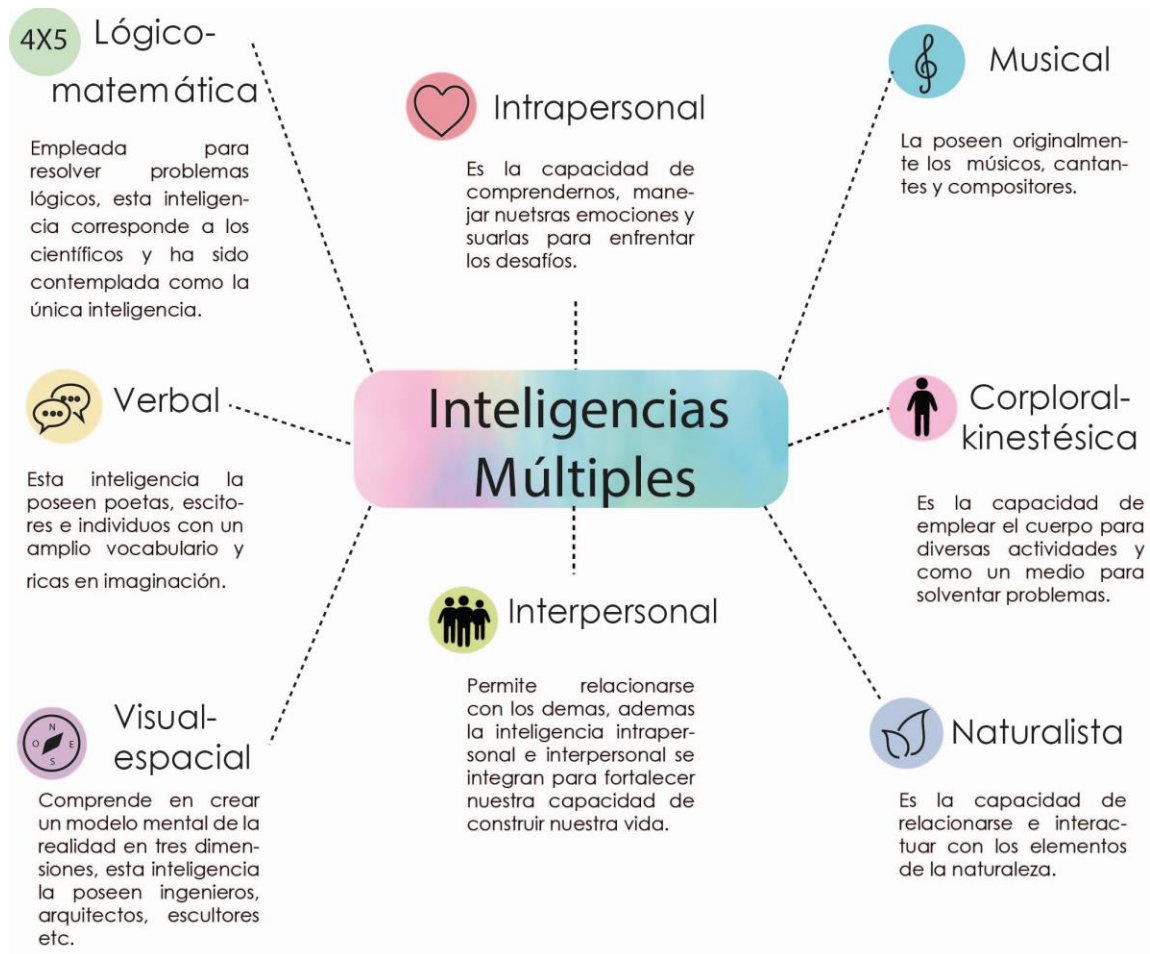 4X5
Lógico-
matemática
Empleada para
resolver problemas
lógicos, esta inteligen-
cia corresponde a los
científicos y ha sido
contemplada como la
única inteligencia.
Intrapersonal
Es la capacidad de
comprendernos, mane-
jar nuetsras emociones y
suarlas para enfrentar
los desafíos.
Musical
La poseen originalmen-
te los músicos, cantan-
tes y compositores.
Verbal
Esta inteligencia la
poseen poetas, escito-
res e individuos con un
amplio vocabulario y
ricas en imaginación.
Inteligencias
Múltiples
Corploral-
kinestésica
Es la capacidad de
emplear el cuerpo para
diversas actividades y
como un medio para
solventar problemas.
Visual-
espacial
N
O E
S
Comprende en crear
un modelo mental de la
realidad en tres dimen-
siones, esta inteligencia
la poseen ingenieros,
arquitectos, escultores
etc.
Interpersonal
Permite relacionarse
con los demas, ademas
la inteligencia intraper-
sonal e interpersonal se
integran para fortalecer
nuestra capacidad de
construir nuestra vida.
Naturalista
Es la capacidad de
relacionarse e interac-
tuar con los elementos
de la naturaleza.